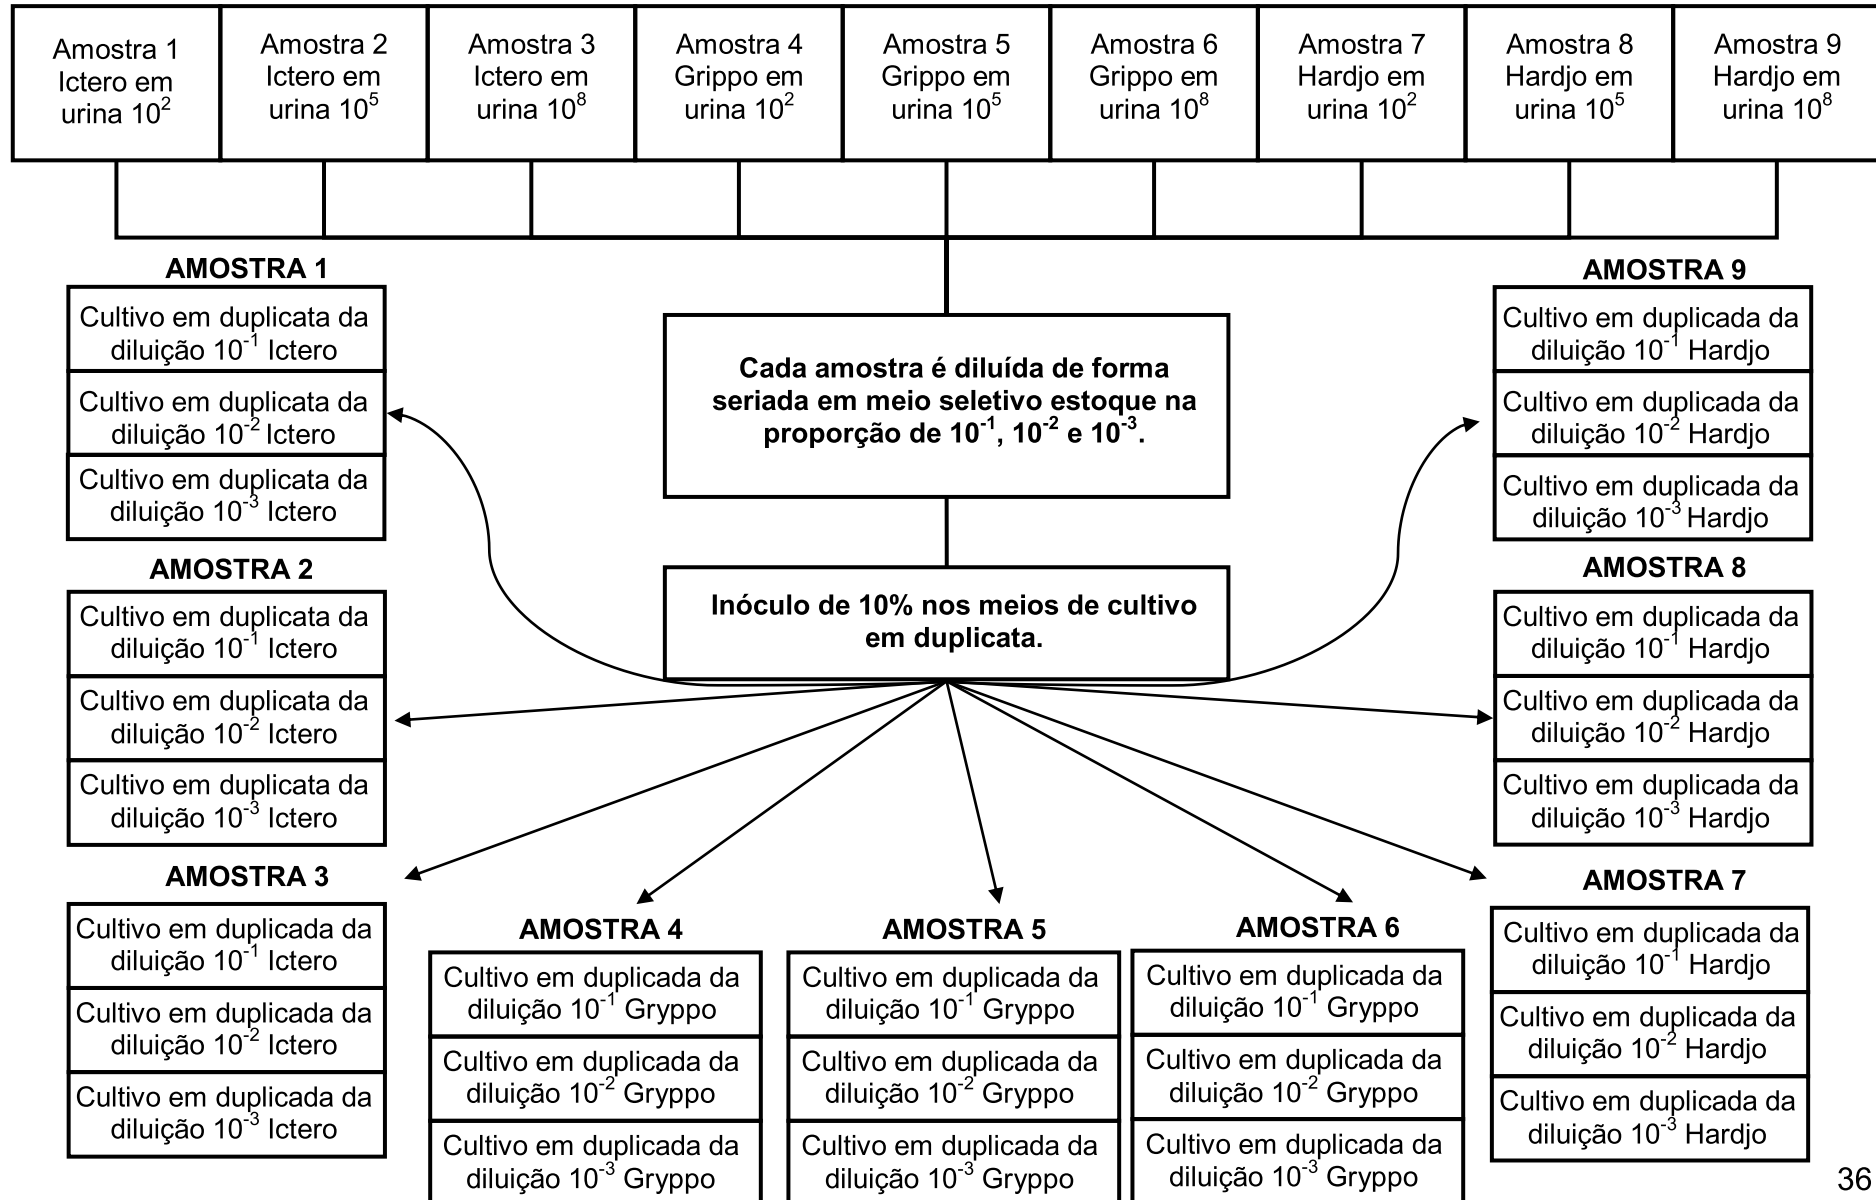 Amostra 1
Ictero em
urina 10²
Amostra 2
Ictero em
urina 10⁵
Amostra 3
Ictero em
urina 10⁸
Amostra 4
Grippo em
urina 10²
Amostra 5
Grippo em
urina 10⁵
Amostra 6
Grippo em
urina 10⁸
Amostra 7
Hardjo em
urina 10²
Amostra 8
Hardjo em
urina 10⁵
Amostra 9
Hardjo em
urina 10⁸
Cada amostra é diluída de forma
seriada em meio seletivo estoque na
proporção de 10⁻¹, 10⁻² e 10⁻³.
Inóculo de 10% nos meios de cultivo
em duplicata.
AMOSTRA 1
Cultivo em duplicata da
diluição 10⁻¹ Ictero
Cultivo em duplicata da
diluição 10⁻² Ictero
Cultivo em duplicata da
diluição 10⁻³ Ictero
AMOSTRA 2
Cultivo em duplicata da
diluição 10⁻¹ Ictero
Cultivo em duplicata da
diluição 10⁻² Ictero
Cultivo em duplicata da
diluição 10⁻³ Ictero
AMOSTRA 3
Cultivo em duplicada da
diluição 10⁻¹ Ictero
Cultivo em duplicada da
diluição 10⁻² Ictero
Cultivo em duplicada da
diluição 10⁻³ Ictero
AMOSTRA 4
Cultivo em duplicada da
diluição 10⁻¹ Gryppo
Cultivo em duplicada da
diluição 10⁻² Gryppo
Cultivo em duplicada da
diluição 10⁻³ Gryppo
AMOSTRA 5
Cultivo em duplicada da
diluição 10⁻¹ Gryppo
Cultivo em duplicada da
diluição 10⁻² Gryppo
Cultivo em duplicada da
diluição 10⁻³ Gryppo
AMOSTRA 6
Cultivo em duplicada da
diluição 10⁻¹ Gryppo
Cultivo em duplicada da
diluição 10⁻² Gryppo
Cultivo em duplicada da
diluição 10⁻³ Gryppo
AMOSTRA 7
Cultivo em duplicada da
diluição 10⁻¹ Hardjo
Cultivo em duplicada da
diluição 10⁻² Hardjo
Cultivo em duplicada da
diluição 10⁻³ Hardjo
AMOSTRA 8
Cultivo em duplicada da
diluição 10⁻¹ Hardjo
Cultivo em duplicada da
diluição 10⁻² Hardjo
Cultivo em duplicada da
diluição 10⁻³ Hardjo
AMOSTRA 9
Cultivo em duplicada da
diluição 10⁻¹ Hardjo
Cultivo em duplicada da
diluição 10⁻² Hardjo
Cultivo em duplicada da
diluição 10⁻³ Hardjo
36